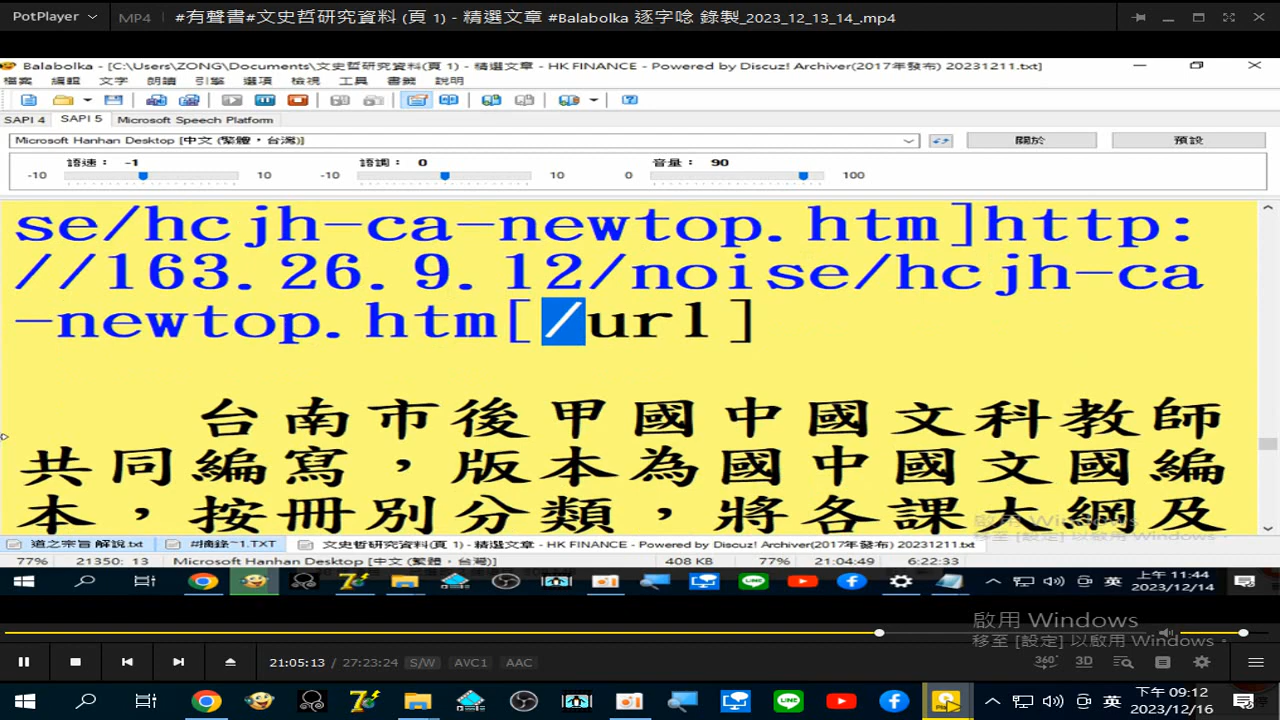 PotPlayer MP4 #有聲書#文史哲研究資料 (頁 1) - 精選文章 #Balabolka 逐字唸 錄製_2023_12_13_14_.mp4
Balabolka - [C:\Users\ZONG\Documents\文史哲研究資料(頁 1) - 精選文章 - HK FINANCE - Powered by Discuz! Archiver(2017年發布) 20231211.txt]
檔案 編輯 文字 朗讀 引擎 選項 檢視 工具 書籤 說明
SAPI 4 SAPI 5 Microsoft Speech Platform
Microsoft Hanhan Desktop [中文 (繁體，台灣)]
關於 預設
語速： -1 語調： 0 音量： 90
-10 10 -10 10 0 100
se/hcjh-ca-newtop.htm]http:
//163.26.9.12/noise/hcjh-ca
-newtop.htm[/url]
台南市後甲國中國文科教師
共同編寫，版本為國中國文國編
本，按冊別分類，將各課大綱及
啟用 Windows
移至 [設定] 以啟用 Windows。
道之宗旨 解說.txt #摘錄~1.TXT 文史哲研究資料(頁 1) - 精選文章 - HK FINANCE - Powered by Discuz! Archiver(2017年發布) 20231211.txt
77% 21350: 13 Microsoft Hanhan Desktop [中文 (繁體，台灣)] 408 KB 77% 21:04:49 6:22:33
英 上午 11:44
2023/12/14
啟用 Windows
移至 [設定] 以啟用 Windows。
21:05:13 / 27:23:24 S/W AVC1 AAC 360° 3D
英 下午 09:12
2023/12/16